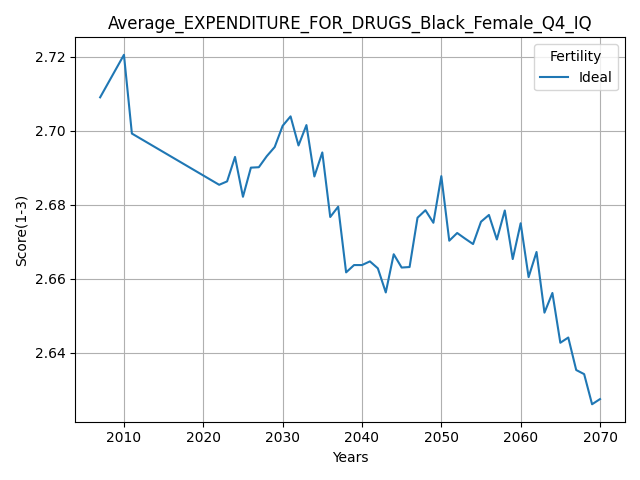 Average_EXPENDITURE_FOR_DRUGS_Black_Female_Q4_IQ
Fertility
Ideal
Score(1-3)
2.72
2.70
2.68
2.66
2.64
2010 2020 2030 2040 2050 2060 2070
Years